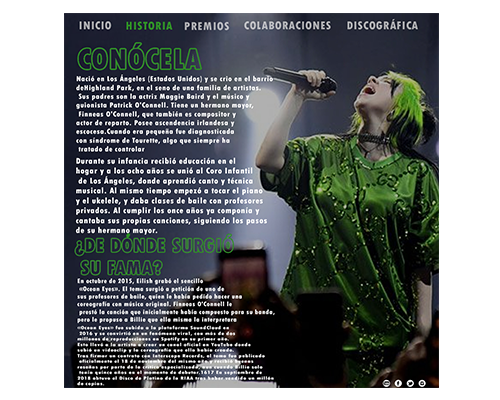 INICIO HISTORIA PREMIOS COLABORACIONES DISCOGRÁFICA
CONÓCELA
Nació en Los Ángeles (Estados Unidos) y se crio en el barrio
deHighland Park, en el seno de una familia de artistas.
Sus padres son la actriz Maggie Baird y el músico y
guionista Patrick O'Connell. Tiene un hermano mayor,
Finneas O'Connell, que también es compositor y
actor de reparto. Posee ascendencia irlandesa y
escocesa.Cuando era pequeña fue diagnosticada
con síndrome de Tourette, algo que siempre ha
tratado de controlar
Durante su infancia recibió educación en el
hogar y a los ocho años se unió al Coro Infantil
de Los Ángeles, donde aprendió canto y técnica
musical. Al mismo tiempo empezó a tocar el piano
y el ukelele, y daba clases de baile con profesores
privados. Al cumplir los once años ya componía y
cantaba sus propias canciones, siguiendo los pasos
de su hermano mayor.
¿DE DÓNDE SURGIÓ
SU FAMA?
En octubre de 2015, Eilish grabó el sencillo
«Ocean Eyes». El tema surgió a petición de uno de
sus profesores de baile, quien le había pedido hacer una
coreografía con música original. Finneas O'Connell le
prestó la canción que inicialmente había compuesto para su banda,
pero le propuso a Billie que ella misma la interpretara
«Ocean Eyes» fue subida a la plataforma SoundCloud en
2016 y se convirtió en un fenómeno viral, con más de dos
millones de reproducciones en Spotify en su primer año.
Esto llevó a la artista a crear un canal oficial en YouTube donde
subió un videoclip y la coreografía que ella había creado.
Tras firmar un contrato con Interscope Records, el tema fue publicado
oficialmente el 18 de noviembre del mismo año y recibió buenas
reseñas por parte de la crítica especializada, aun cuando Billie solo
tenía quince años en el momento de debutar.1617 En septiembre de
2018 obtuvo el Disco de Platino de la RIAA tras haber vendido un millón
de copias.